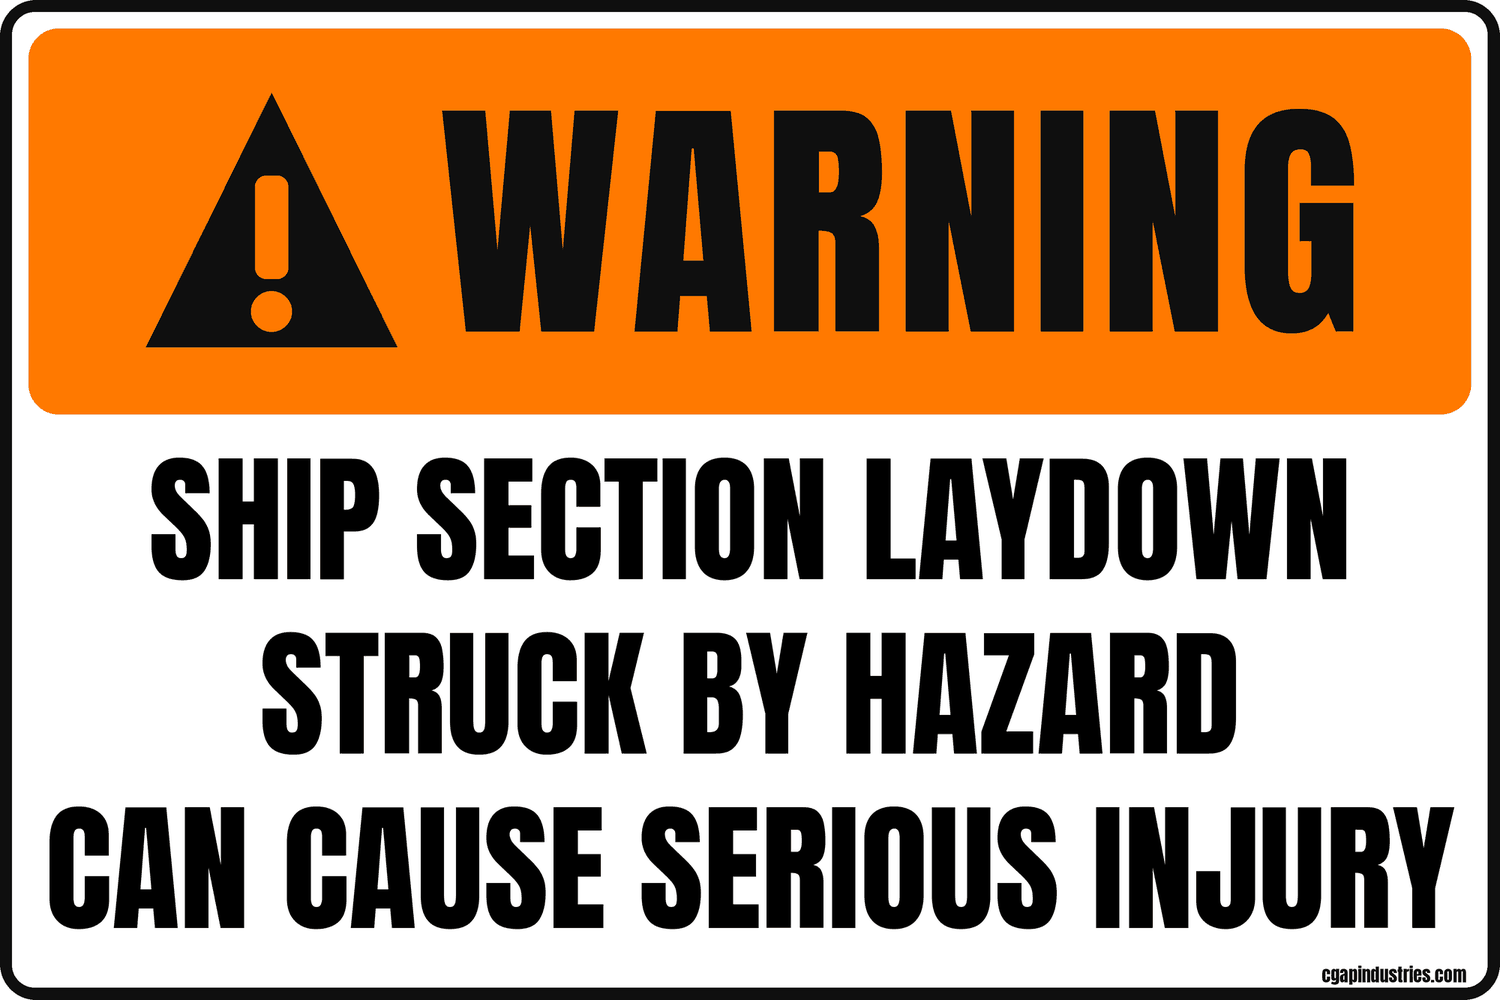 WARNING
SHIP SECTION LAYDOWN
STRUCK BY HAZARD
CAN CAUSE SERIOUS INJURY
cgapindustries.com